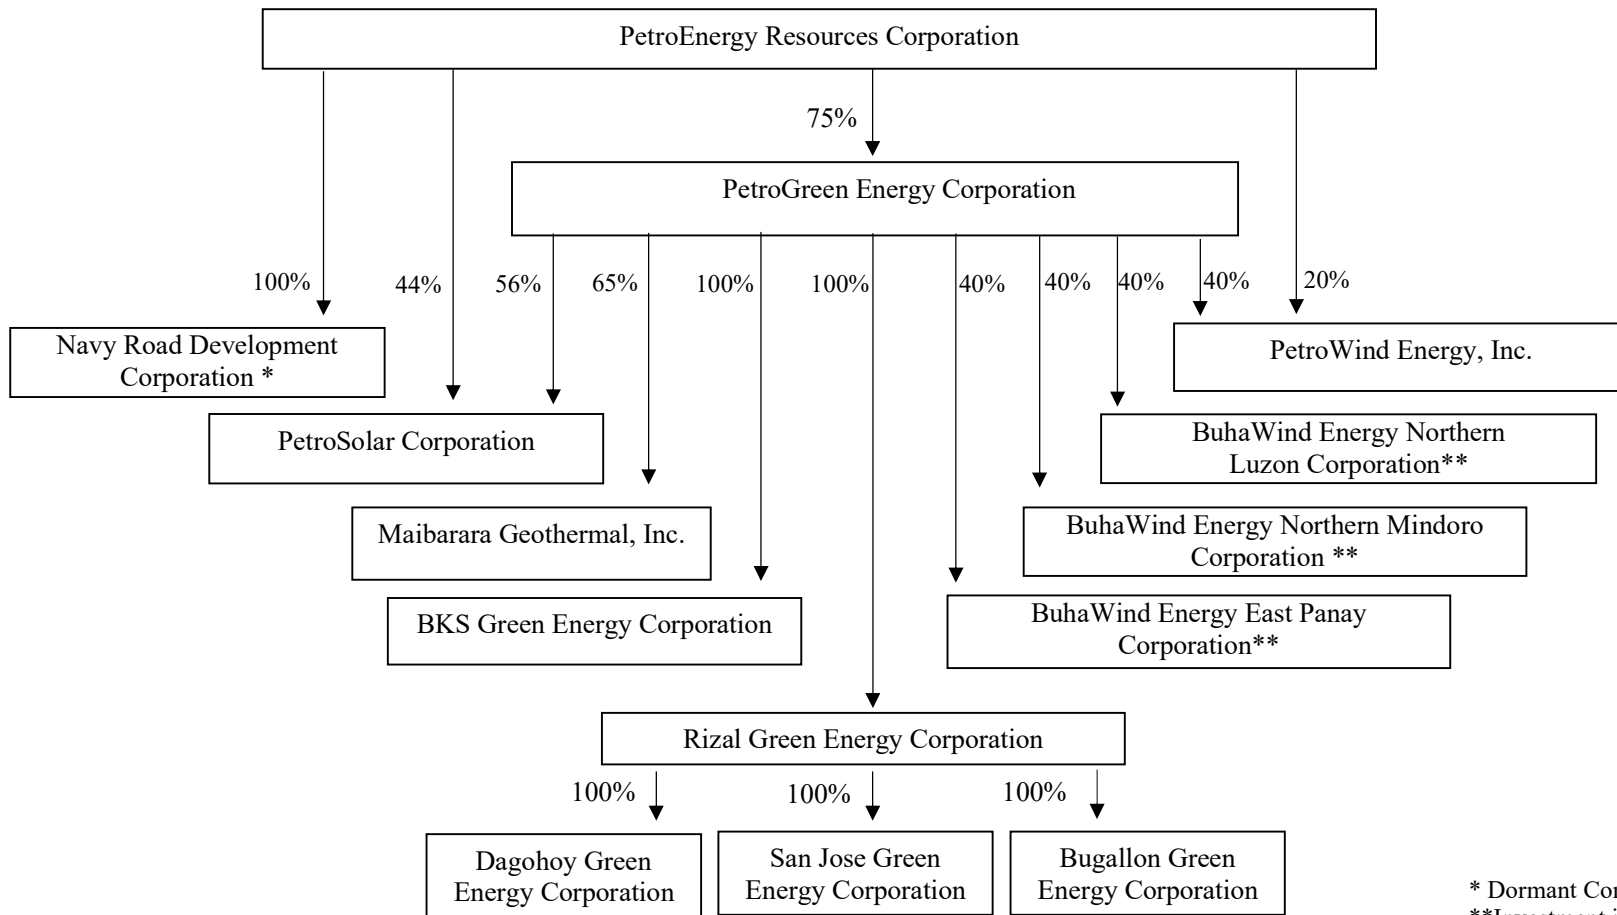 PetroEnergy Resources Corporation
75%
PetroGreen Energy Corporation
100%
44%
56%
65%
100%
100%
40%
40%
40%
40%
20%
Navy Road Development
Corporation *
PetroWind Energy, Inc.
PetroSolar Corporation
BuhaWind Energy Northern
Luzon Corporation**
Maibarara Geothermal, Inc.
BuhaWind Energy Northern Mindoro
Corporation **
BKS Green Energy Corporation
BuhaWind Energy East Panay
Corporation**
Rizal Green Energy Corporation
100%
100%
100%
Dagohoy Green
Energy Corporation
San Jose Green
Energy Corporation
Bugallon Green
Energy Corporation
* Dormant